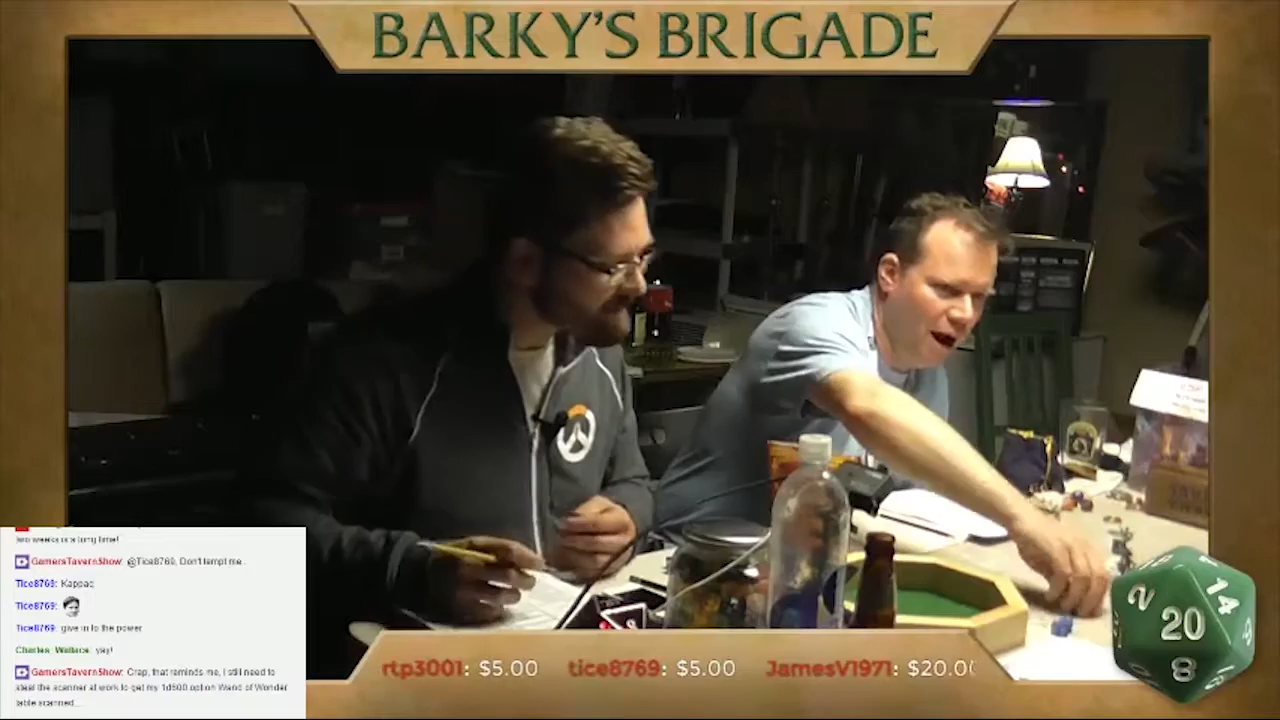 BARKY'S BRIGADE
two weeks is a long time!
GamersTavernShow: @Tice8769, Don't tempt me.
Tice8769: Kappac
Tice8769:
Tice8769: give in to the power
Charles_Wallace: yay!
GamersTavernShow: Crap, that reminds me, I still need to
steal the scanner at work to get my 1d500 option Wand of Wonder
table scanned...
rtp3001: $5.00 tice8769: $5.00 JamesV1971: $20.0
2 14
20
8